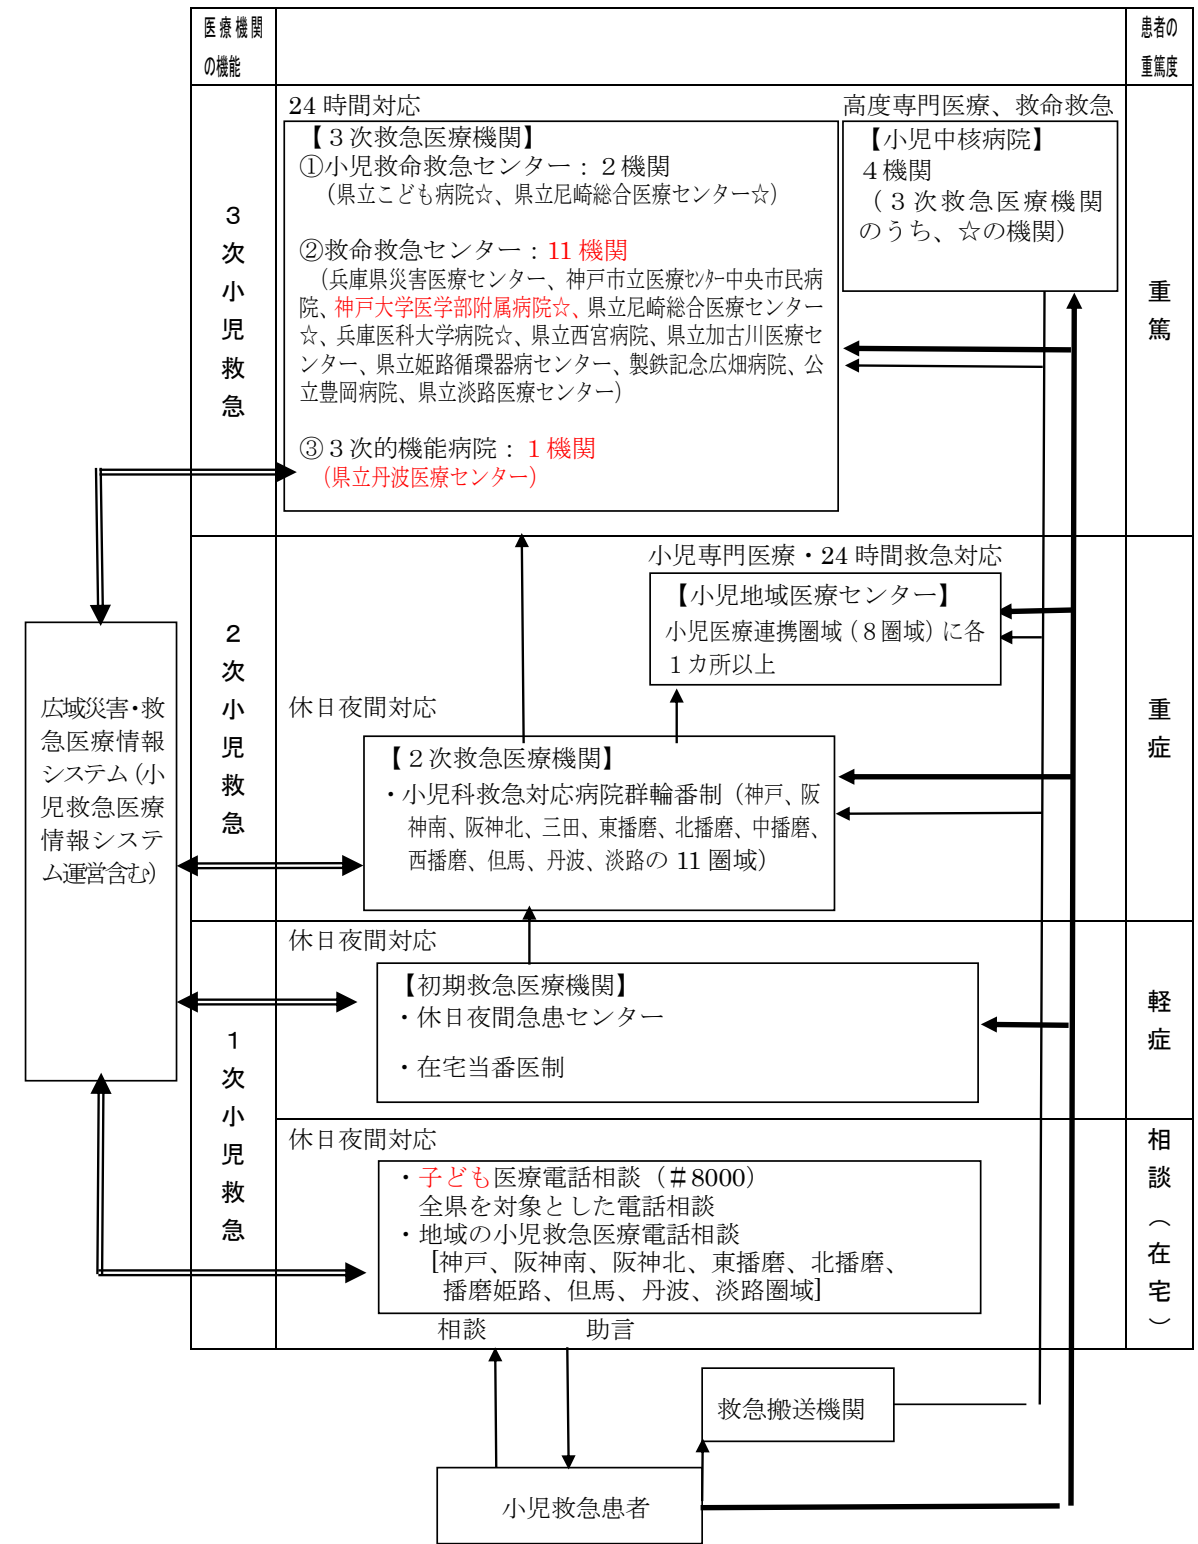 医療機関
の機能
患者の
重篤度
3次小児救急
24 時間対応
【３次救急医療機関】
①小児救命救急センター：２機関
（県立こども病院☆、県立尼崎総合医療センター☆）
②救命救急センター：11 機関
（兵庫県災害医療センター、神戸市立医療センター中央市民病
院、神戸大学医学部附属病院☆、県立尼崎総合医療センター
☆、兵庫医科大学病院☆、県立西宮病院、県立加古川医療セ
ンター、県立姫路循環器病センター、製鉄記念広畑病院、公
立豊岡病院、県立淡路医療センター）
③３次的機能病院：１機関
（県立丹波医療センター）
高度専門医療、救命救急
【小児中核病院】
４機関
（３次救急医療機関
のうち、☆の機関）
重篤
2次小児救急
小児専門医療・24 時間救急対応
【小児地域医療センター】
小児医療連携圏域（８圏域）に各
１カ所以上
休日夜間対応
【２次救急医療機関】
・小児科救急対応病院群輪番制（神戸、阪
神南、阪神北、三田、東播磨、北播磨、中播磨、
西播磨、但馬、丹波、淡路の 11 圏域）
重症
広域災害・救
急医療情報
システム（小
児救急医療
情報システ
ム運営含む）
1次小児救急
休日夜間対応
【初期救急医療機関】
・休日夜間急患センター
・在宅当番医制
軽症
休日夜間対応
・子ども医療電話相談（＃8000）
全県を対象とした電話相談
・地域の小児救急医療電話相談
[神戸、阪神南、阪神北、東播磨、北播磨、
播磨姫路、但馬、丹波、淡路圏域]
相談（在宅）
相談
助言
救急搬送機関
小児救急患者